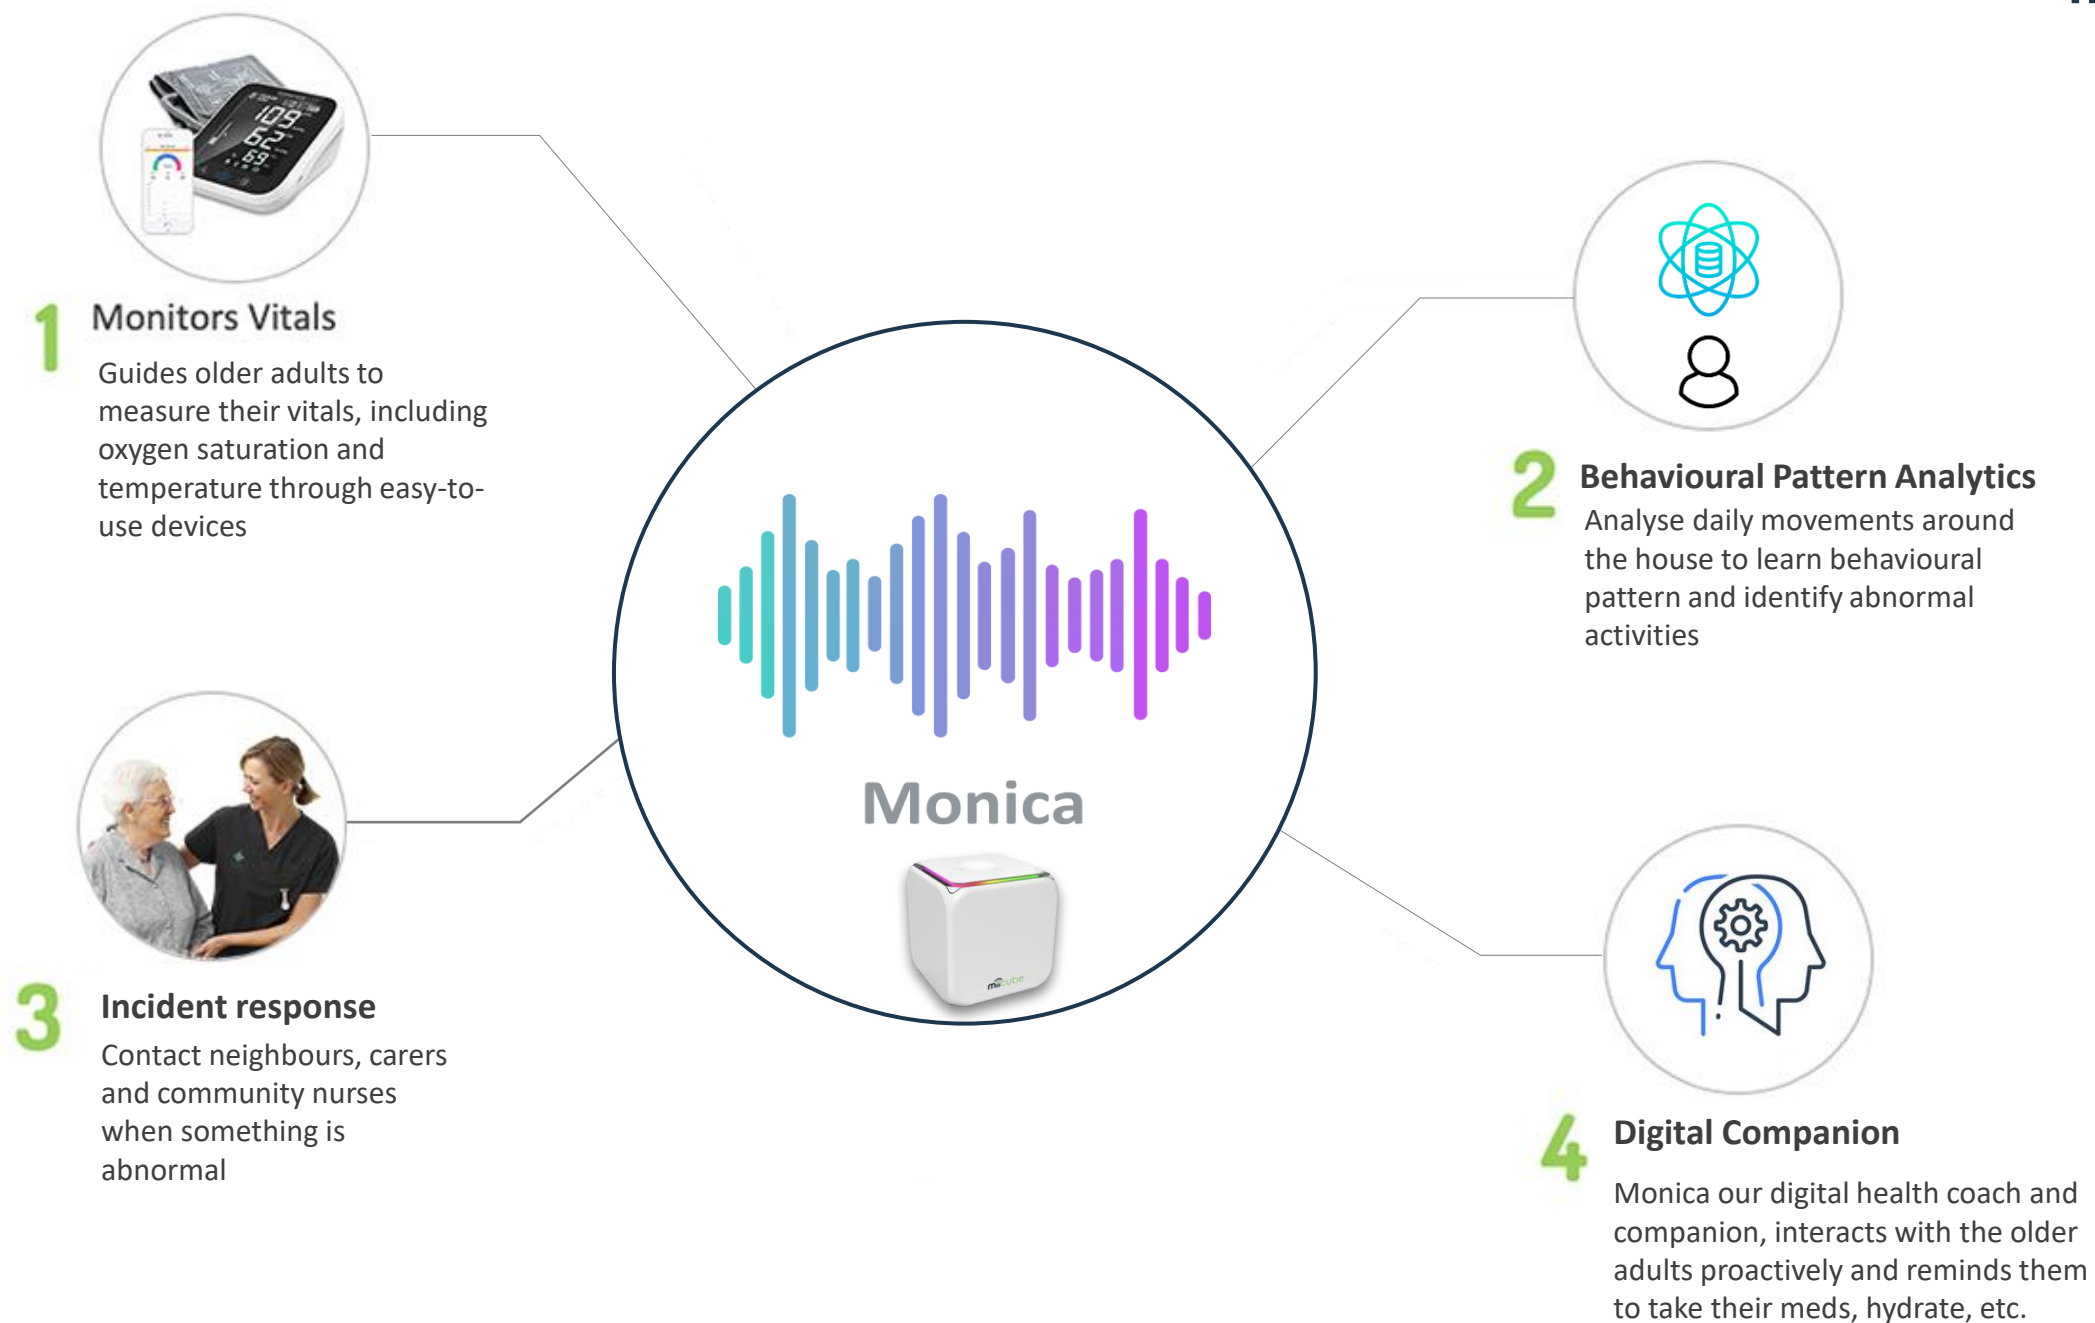 109
62
69
1 Monitors Vitals
Guides older adults to
measure their vitals, including
oxygen saturation and
temperature through easy-to-
use devices
2 Behavioural Pattern Analytics
Analyse daily movements around
the house to learn behavioural
pattern and identify abnormal
activities
Monica
miicube
3 Incident response
Contact neighbours, carers
and community nurses
when something is
abnormal
4 Digital Companion
Monica our digital health coach and
companion, interacts with the older
adults proactively and reminds them
to take their meds, hydrate, etc.